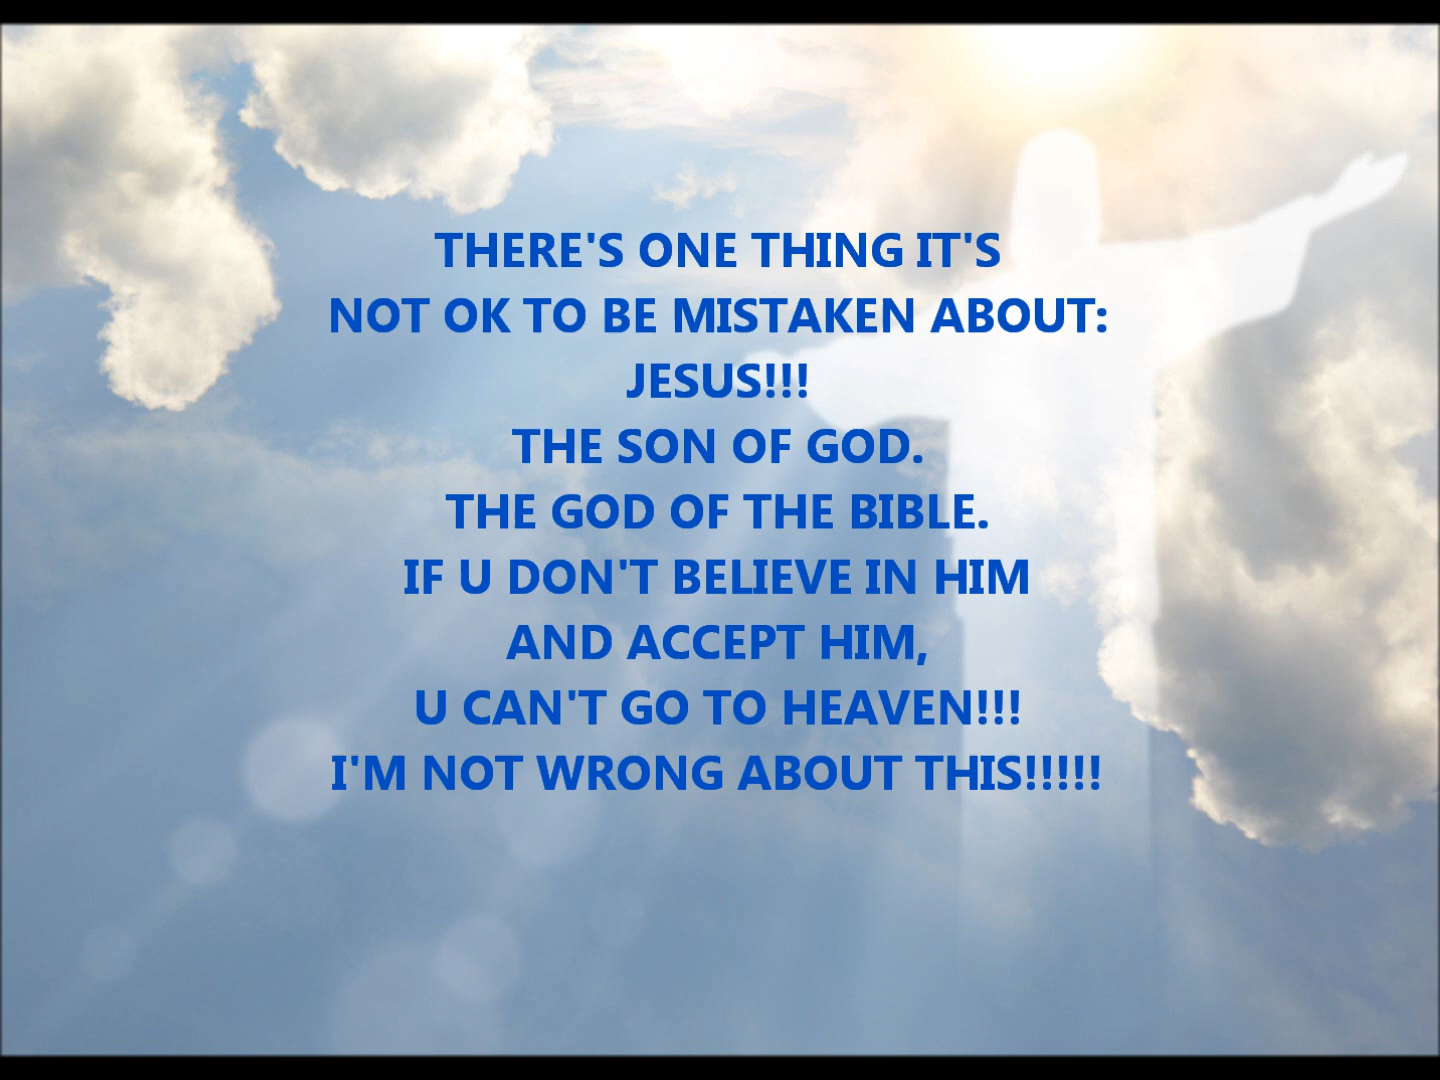 THERE'S ONE THING IT'S
NOT OK TO BE MISTAKEN ABOUT:
JESUS!!!
THE SON OF GOD.
THE GOD OF THE BIBLE.
IF U DON'T BELIEVE IN HIM
AND ACCEPT HIM,
U CAN'T GO TO HEAVEN!!!
I'M NOT WRONG ABOUT THIS!!!!!